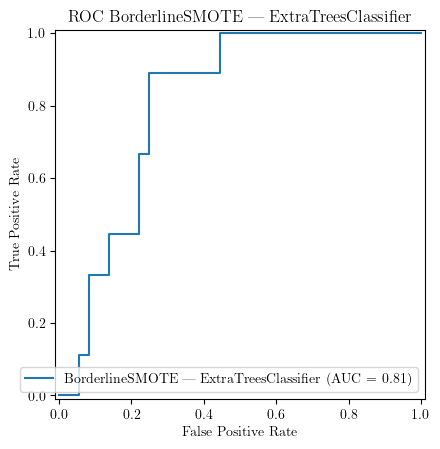 ROC BorderlineSMOTE — ExtraTreesClassifier
1.0
0.8
0.6
0.4
0.2
0.0
True Positive Rate
BorderlineSMOTE — ExtraTreesClassifier (AUC = 0.81)
0.0 0.2 0.4 0.6 0.8 1.0
False Positive Rate